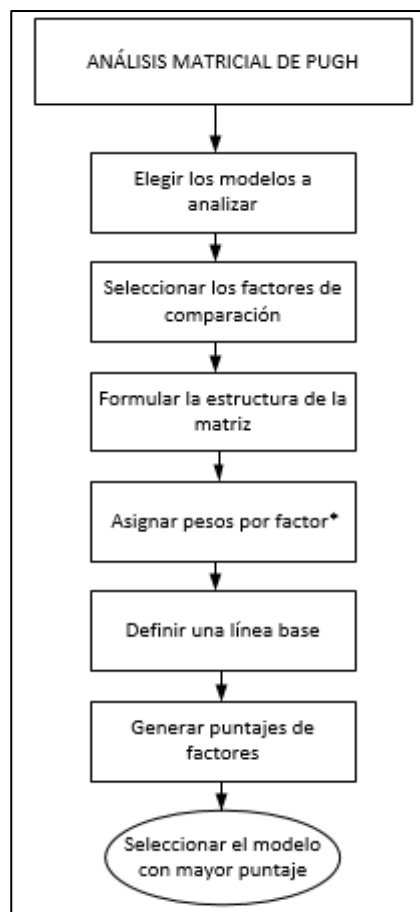 ANÁLISIS MATRICIAL DE PUGH
Elegir los modelos a
analizar
Seleccionar los factores de
comparación
Formular la estructura de la
matriz
Asignar pesos por factor*
Definir una línea base
Generar puntajes de
factores
Seleccionar el modelo
con mayor puntaje